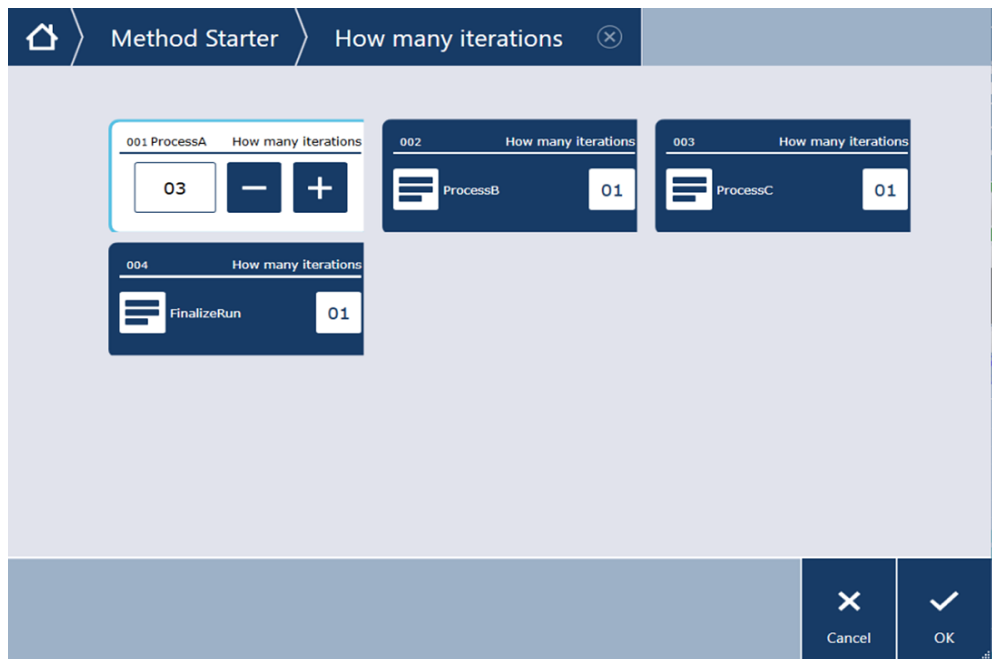 Method Starter
How many iterations
001 ProcessA How many iterations
03
002 How many iterations
ProcessB 01
003 How many iterations
ProcessC 01
004 How many iterations
FinalizeRun 01
Cancel
OK